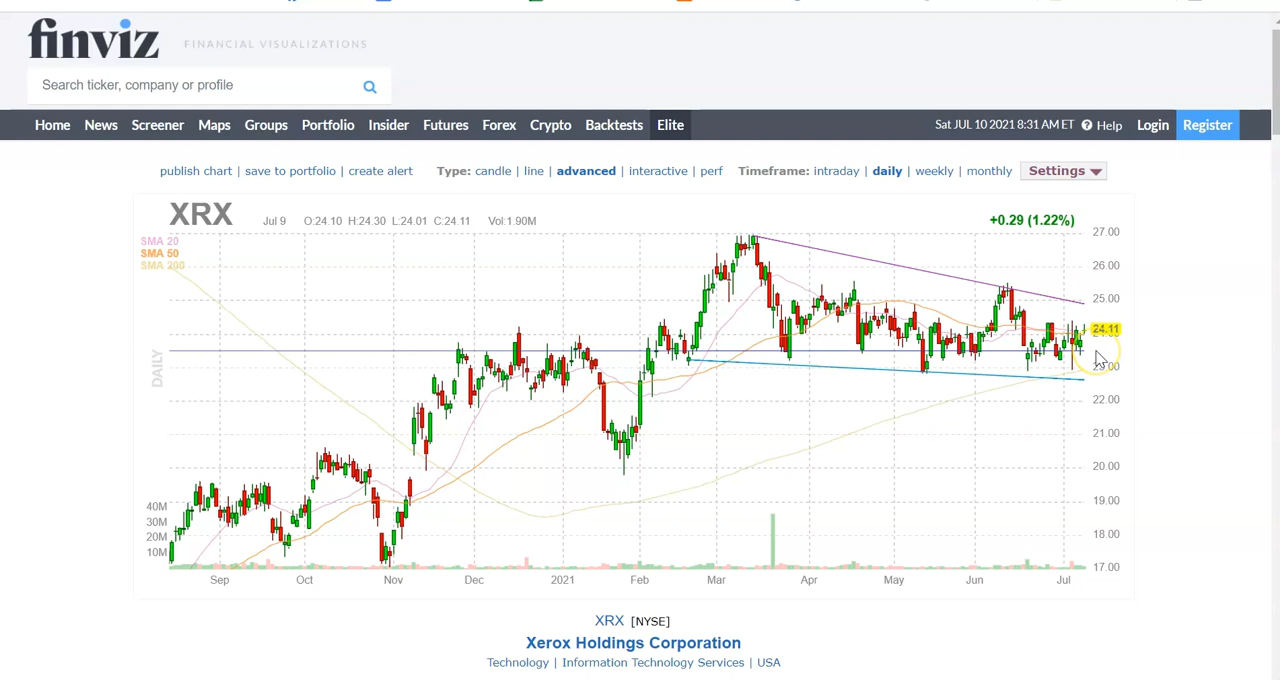 finviz FINANCIAL VISUALIZATIONS
Search ticker, company or profile
Home News Screener Maps Groups Portfolio Insider Futures Forex Crypto Backtests Elite Sat JUL 10 2021 8:31 AM ET Help Login Register
publish chart | save to portfolio | create alert Type: candle | line | advanced | interactive | perf Timeframe: intraday | daily | weekly | monthly Settings
XRX Jul 9 O:24.10 H:24.30 L:24.01 C:24.11 Vol:1.90M +0.29 (1.22%)
27.00
SMA 20
SMA 50
SMA 200
26.00
25.00
24.11
DAILY
22.00
21.00
20.00
19.00
40M
30M
18.00
20M
10M
17.00
Sep Oct Nov Dec 2021 Feb Mar Apr May Jun Jul
XRX [NYSE]
Xerox Holdings Corporation
Technology | Information Technology Services | USA